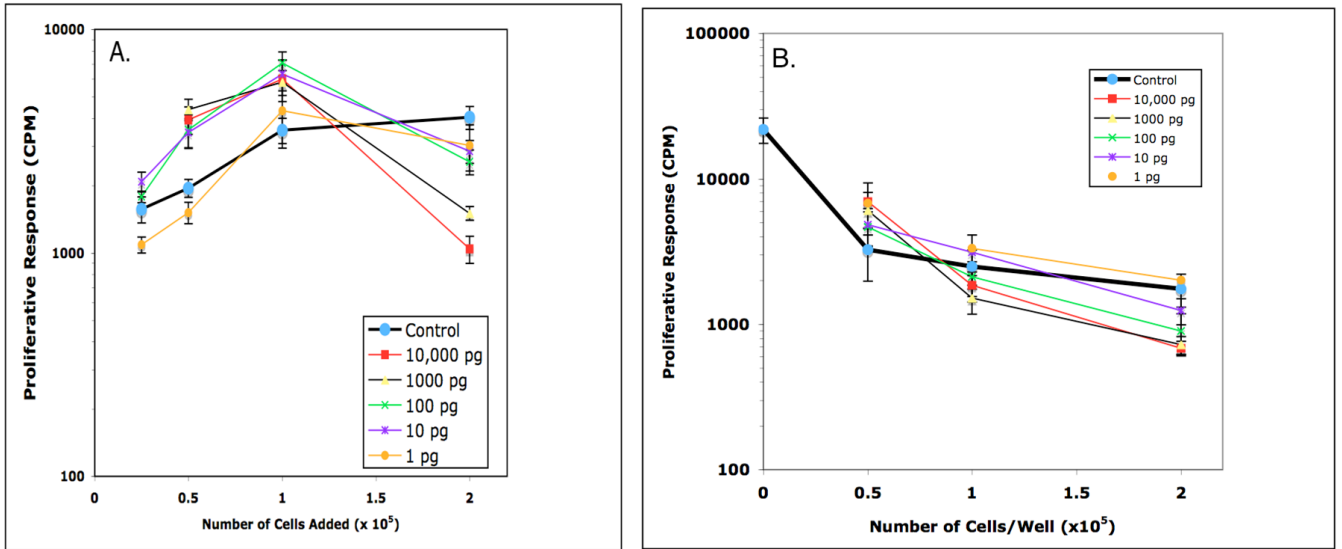 A.
Proliferative Response (CPM)
10000
1000
100
0
0.5
1
1.5
2
Number of Cells Added (x 10⁵)
Control
10,000 pg
1000 pg
100 pg
10 pg
1 pg
B.
Proliferative Response (CPM)
100000
10000
1000
100
0
0.5
1
1.5
2
Number of Cells/Well (x10⁵)
Control
10,000 pg
1000 pg
100 pg
10 pg
1 pg